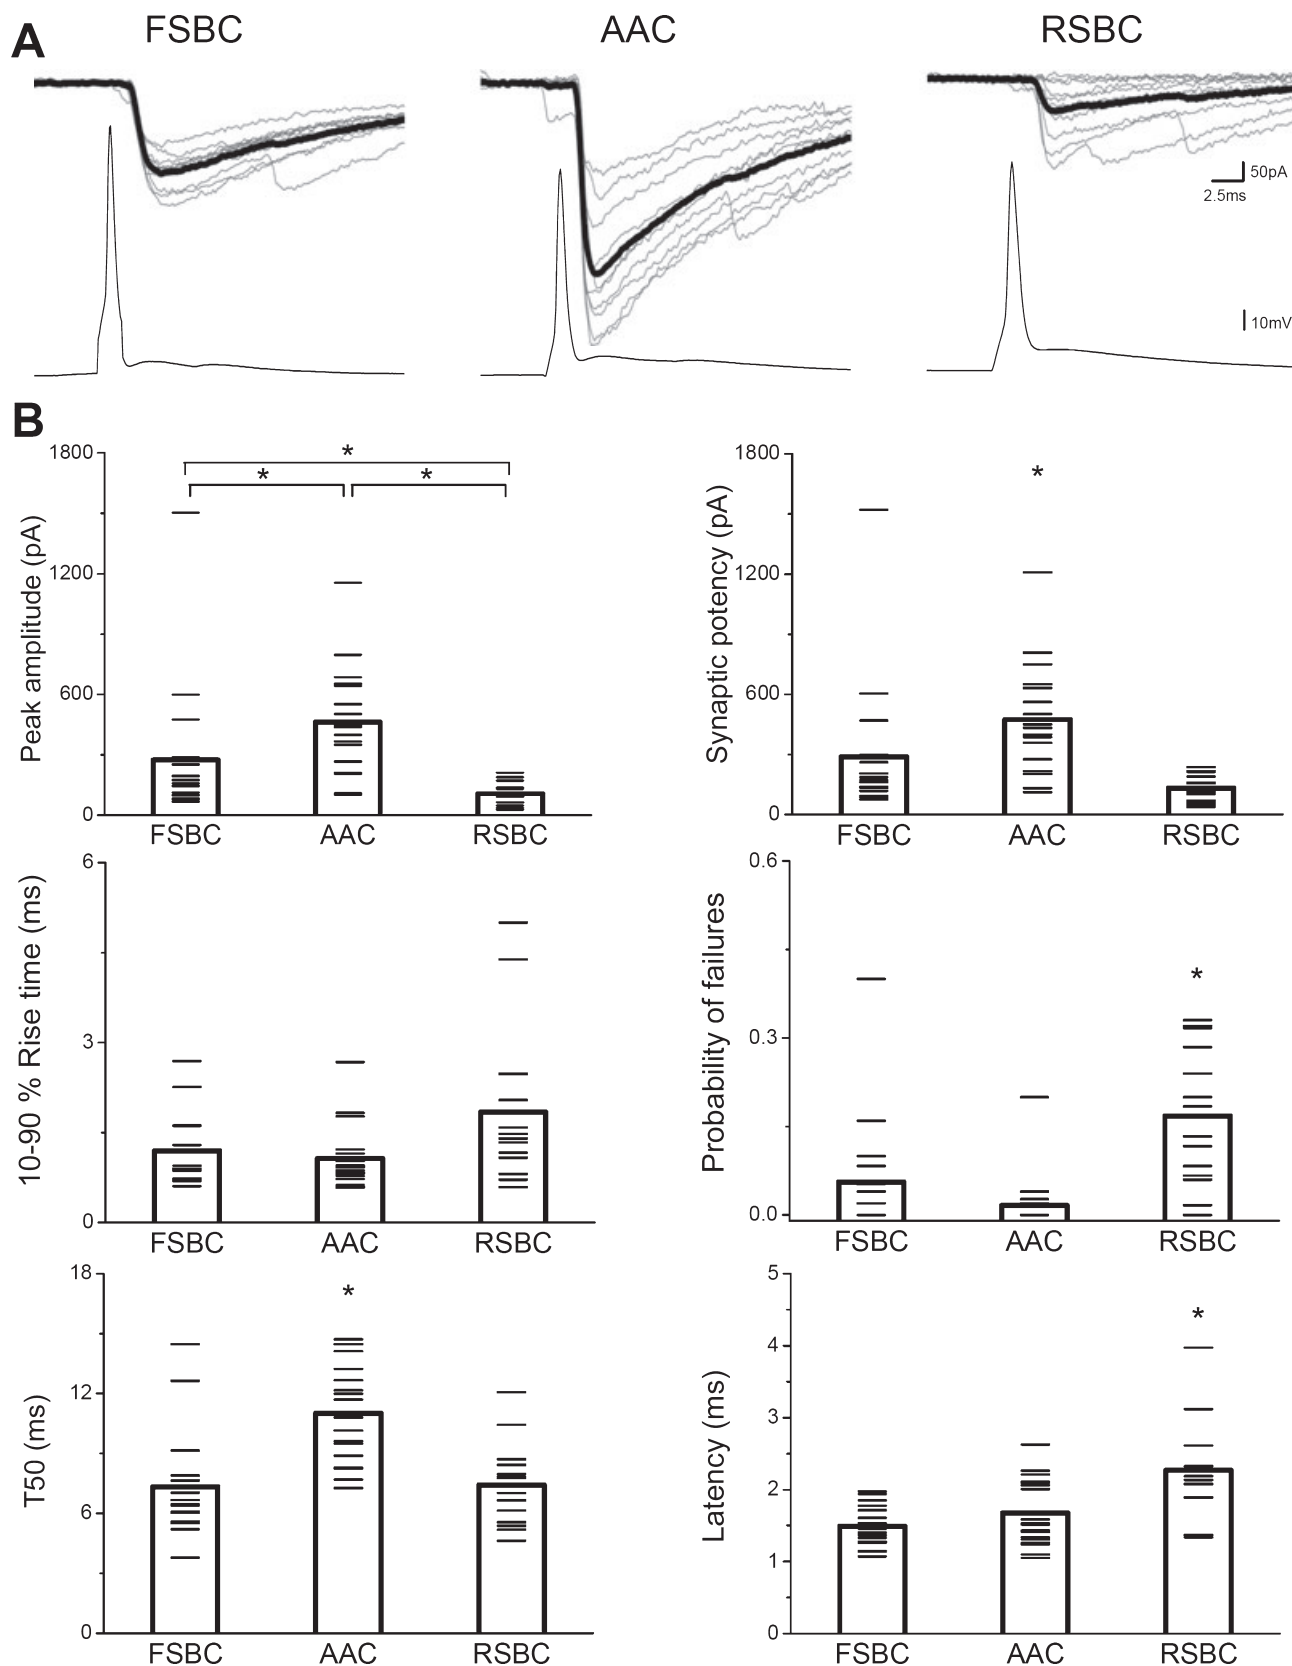 A
FSBC AAC RSBC
50pA
2.5ms
10mV
B
Peak amplitude (pA)
1800
1200
600
0
* * *
FSBC AAC RSBC
Synaptic potency (pA)
1800
1200
600
0
*
FSBC AAC RSBC
10-90 % Rise time (ms)
6
3
0
FSBC AAC RSBC
Probability of failures
0.6
0.3
0.0
*
FSBC AAC RSBC
T50 (ms)
18
12
6
0
*
FSBC AAC RSBC
Latency (ms)
5
4
3
2
1
0
*
FSBC AAC RSBC